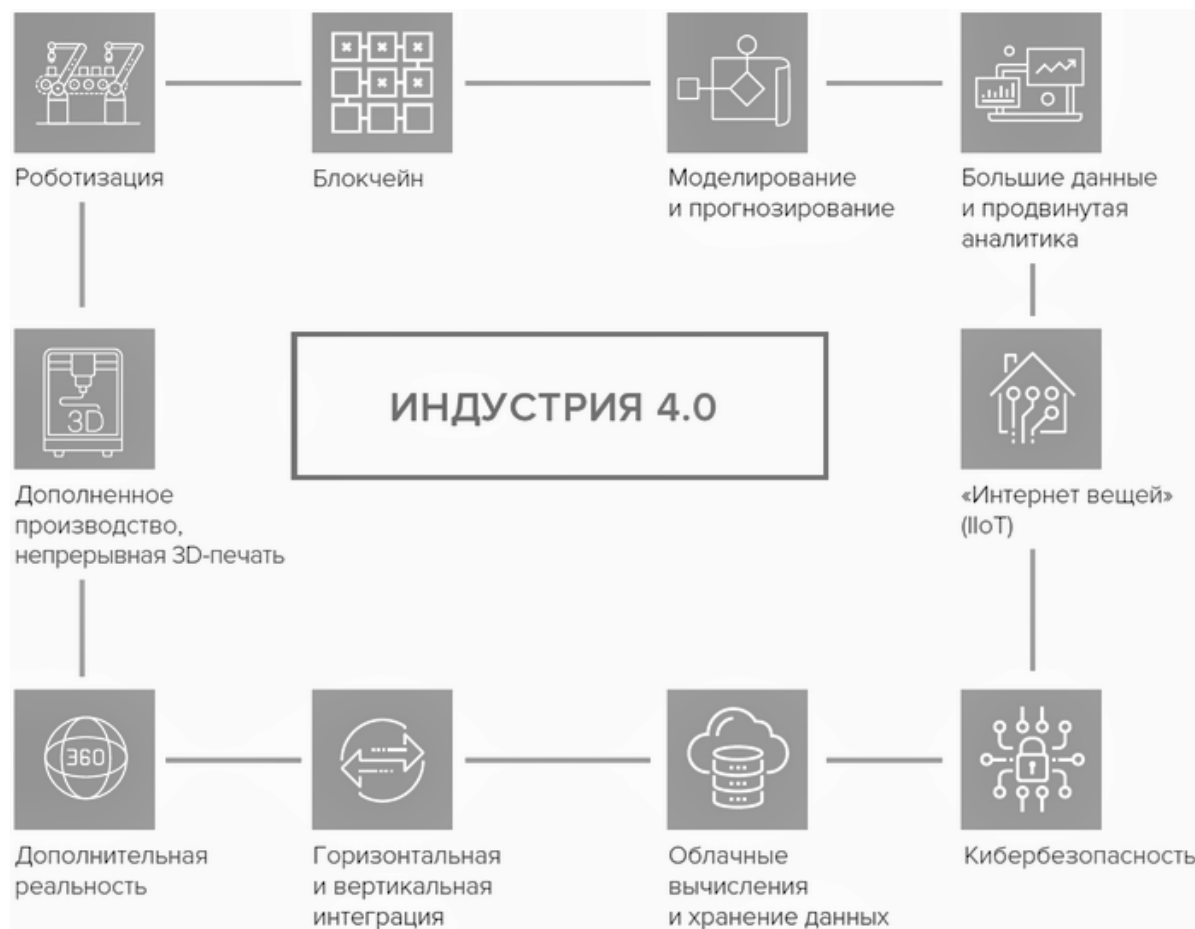 Роботизация
Блокчейн
Моделирование
и прогнозирование
Большие данные
и продвинутая
аналитика
3D
Дополненное
производство,
непрерывная 3D-печать
ИНДУСТРИЯ 4.0
«Интернет вещей»
(IIoT)
360
Дополнительная
реальность
Горизонтальная
и вертикальная
интеграция
Облачные
вычисления
и хранение данных
Кибербезопасность